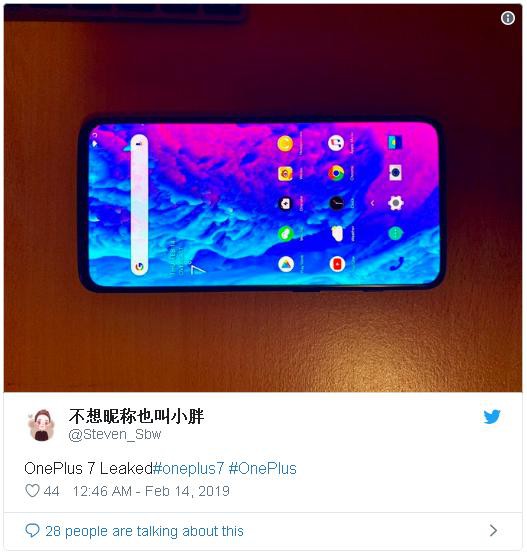 不想昵称也叫小胖
@Steven_Sbw
OnePlus 7 Leaked#oneplus7 #OnePlus
44 12:46 AM - Feb 14, 2019
28 people are talking about this